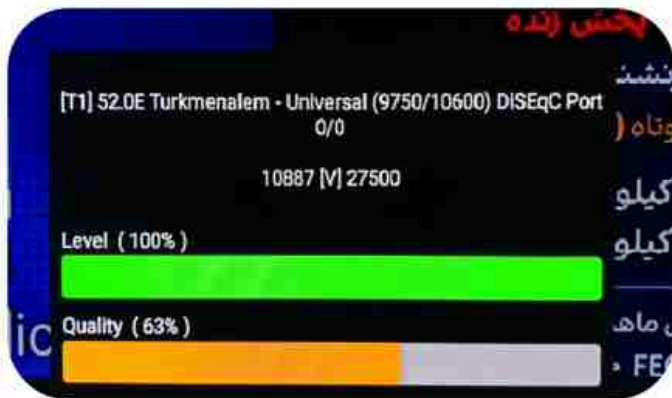 پخش زنده
[T1] 52.0E Turkmenalem - Universal (9750/10600) DiSEqC Port
0/0
10887 [V] 27500
کیلو
کیلو
Level ( 100% )
Quality ( 63% )